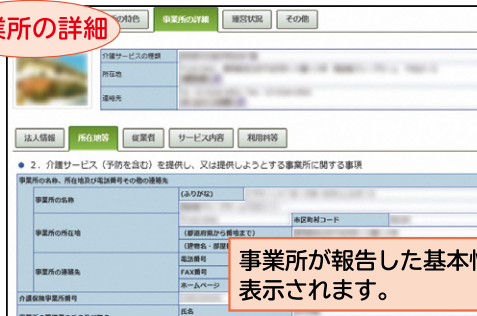 業所の詳細
所の特色 事業所の詳細 運営状況 その他
介護サービスの種類
所在地
連絡先
法人情報 所在地等 従業者 サービス内容 利用料等
2．介護サービス（予防を含む）を提供し、又は提供しようとする事業所に関する事項
事業所の名称、所在地及び電話番号その他の連絡先
(ふりがな)
事業所の名称
市区町村コード
事業所の所在地
(都道府県から番地まで)
(建物名・部屋
電話番号
事業所の連絡先
FAX番号
ホームページ
介護保険事業所番号
氏名
事業所が報告した基本情
表示されます。